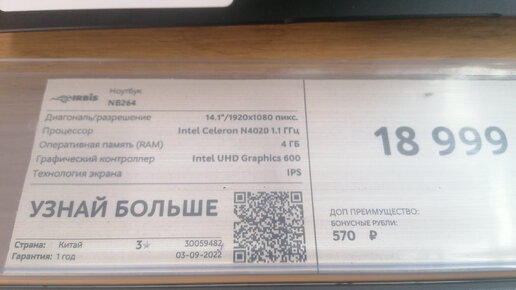 IRBIS Ноутбук
NB264
Диагональ/разрешение 14.1"/1920x1080 пикс.
Процессор Intel Celeron N4020 1.1 ГГц
Оперативная память (RAM) 4 ГБ
Графический контроллер Intel UHD Graphics 600
Технология экрана IPS
УЗНАЙ БОЛЬШЕ
Страна: Китай 3★ 30059482
Гарантия: 1 год 03-09-2022
18 999
ДОП ПРЕИМУЩЕСТВО:
БОНУСНЫЕ РУБЛИ:
570 ₽